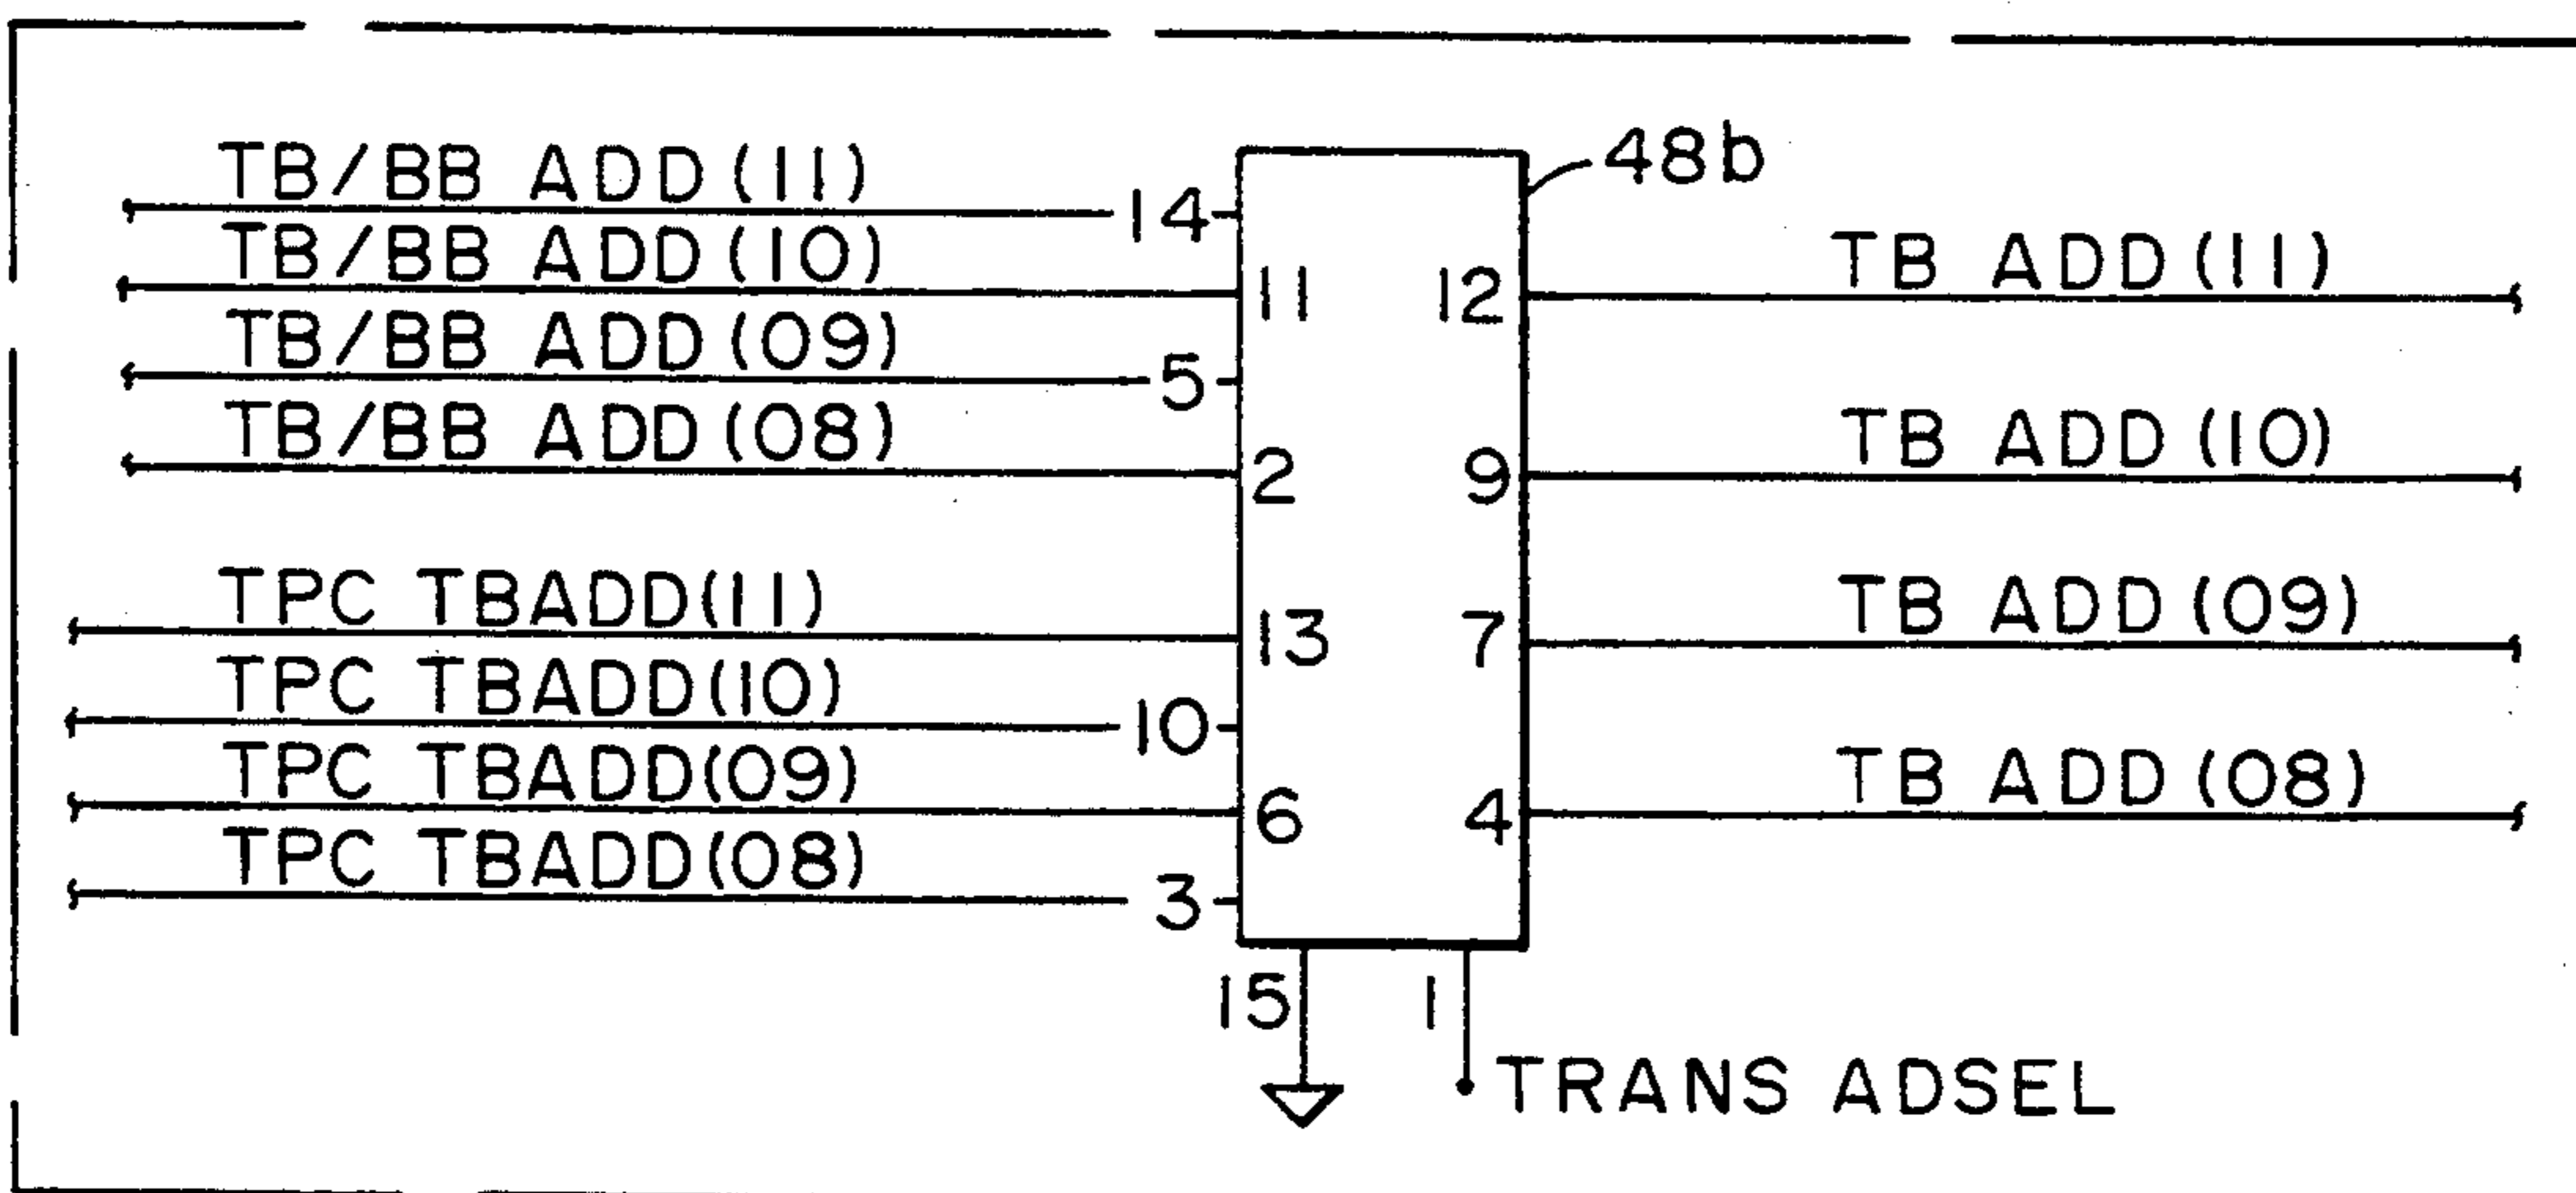 TB/BB ADD(11) 14
TB/BB ADD(10) 11
TB/BB ADD(09) 5
TB/BB ADD(08) 2
TPC TBADD(11) 13
TPC TBADD(10) 10
TPC TBADD(09) 6
TPC TBADD(08) 3
48b
12 TB ADD(11)
9 TB ADD(10)
7 TB ADD(09)
4 TB ADD(08)
15 1
TRANS ADSEL